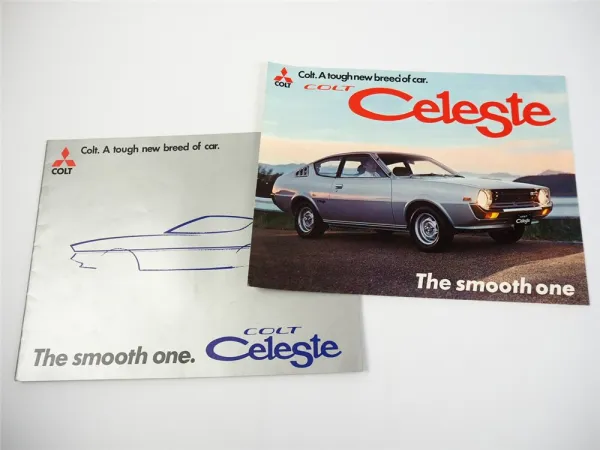 COLT
Colt. A tough new breed of car.
COLT
Celeste
Celeste
The smooth one
COLT
Colt. A tough new breed of car.
The smooth one.
COLT
Celeste